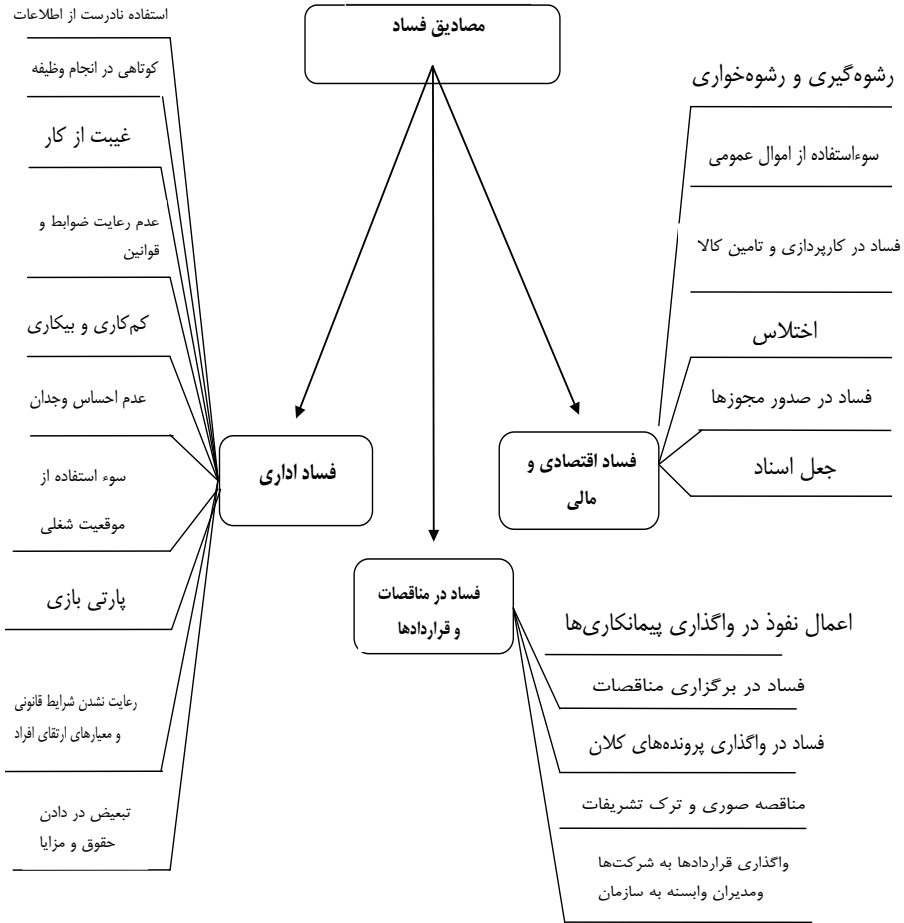 مصادیق فساد
رشوه‌گیری و رشوه‌خواری
سوءاستفاده از اموال عمومی
فساد در کارپردازی و تامین کالا
اختلاس
فساد در صدور مجوزها
جعل اسناد
فساد اقتصادی و
مالی
فساد در مناقصات
و قراردادها
اعمال نفوذ در واگذاری پیمانکاری‌ها
فساد در برگزاری مناقصات
فساد در واگذاری پرونده‌های کلان
مناقصه صوری و ترک تشریفات
واگذاری قراردادها به شرکت‌ها
ومدیران وابسنه به سازمان
فساد اداری
استفاده نادرست از اطلاعات
کوتاهی در انجام وظیفه
غیبت از کار
عدم رعایت ضوابط و
قوانین
کم‌کاری و بیکاری
عدم احساس وجدان
سوء استفاده از
موقعیت شغلی
پارتی بازی
رعایت نشدن شرایط قانونی
و معیارهای ارتقای افراد
تبعیض در دادن
حقوق و مزایا